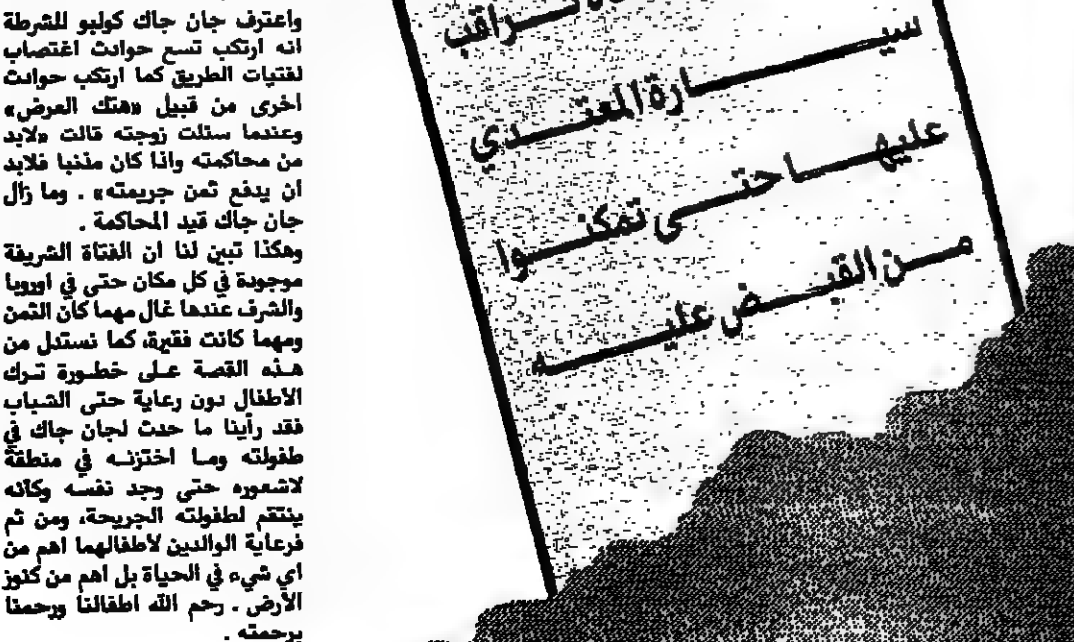 واعترف جان جاك كولبو للشرطة
انه ارتكب تسع حوادث اغتصاب
لفتيات الطريق كما ارتكب حوادث
اخرى من قبيل «هتك العرض»
وعندما سئلت زوجته قالت «لابد
من محاكمته واذا كان مذنبا فلابد
ان يدفع ثمن جريمته» . وما زال
جان جاك قيد المحاكمة .
وهكذا تبين لنا ان الفتاة الشريفة
موجودة في كل مكان حتى في اوروبا
والشرف عندها غال مهما كان الثمن
ومهما كانت فقيرة، كما نستدل من
هذه القصة على خطورة ترك
الأطفال دون رعاية حتى الشباب
فقد رأينا ما حدث لجان جاك في
طفولته وما اختزنه في منطقة
لاشعوره حتى وجد نفسه وكأنه
ينتقم لطفولته الجريحة، ومن ثم
فرعاية الوالدين لأطفالهما اهم من
اي شيء في الحياة بل اهم من كنوز
الأرض . رحم الله اطفالنا ورحمنا
برحمته .
تراقب
سيارة المعتدي
عليها حتى تمكنوا
من القبض عليه